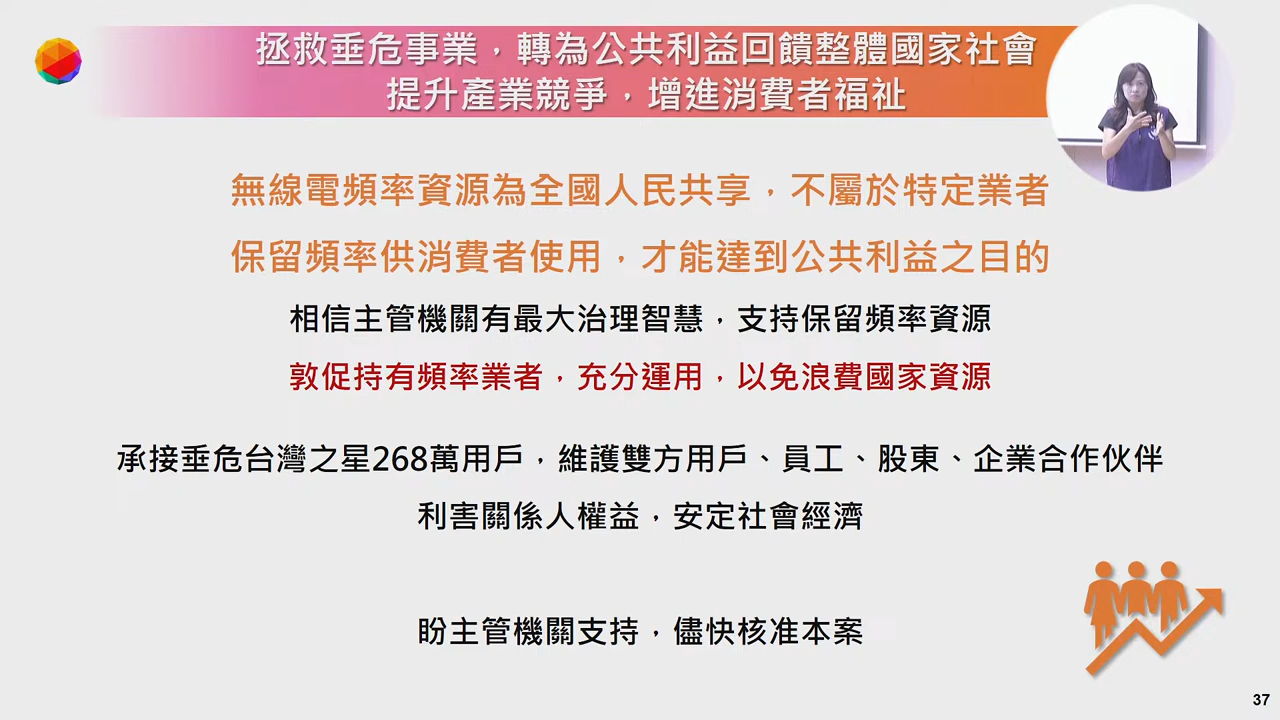 拯救垂危事業，轉為公共利益回饋整體國家社會
提升產業競爭，增進消費者福祉
無線電頻率資源為全國人民共享，不屬於特定業者
保留頻率供消費者使用，才能達到公共利益之目的
相信主管機關有最大治理智慧，支持保留頻率資源
敦促持有頻率業者，充分運用，以免浪費國家資源
承接垂危台灣之星268萬用戶，維護雙方用戶、員工、股東、企業合作伙伴
利害關係人權益，安定社會經濟
盼主管機關支持，儘快核准本案
37